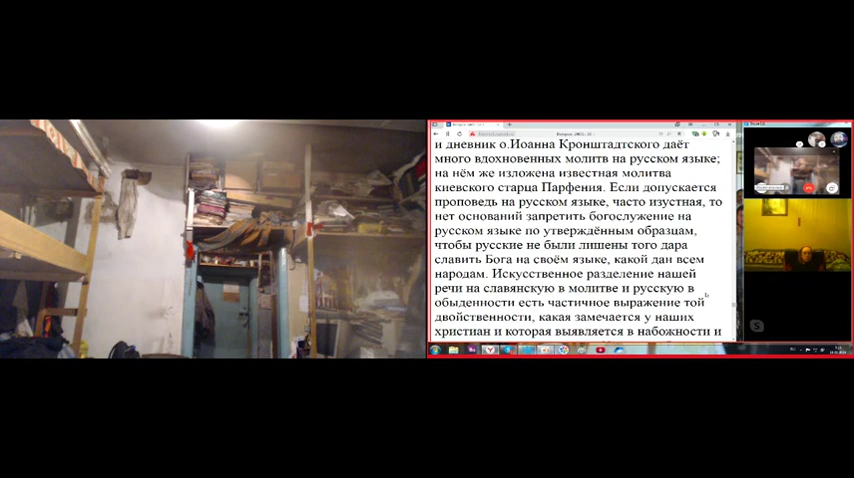 и дневник о.Иоанна Кронштадтского даёт
много вдохновенных молитв на русском языке;
на нём же изложена известная молитва
киевского старца Парфения. Если допускается
проповедь на русском языке, часто изустная, то
нет оснований запретить богослужение на
русском языке по утверждённым образцам,
чтобы русские не были лишены того дара
славить Бога на своём языке, какой дан всем
народам. Искусственное разделение нашей
речи на славянскую в молитве и русскую в
обыденности есть частичное выражение той
двойственности, какая замечается у наших
христиан и которая выявляется в набожности и